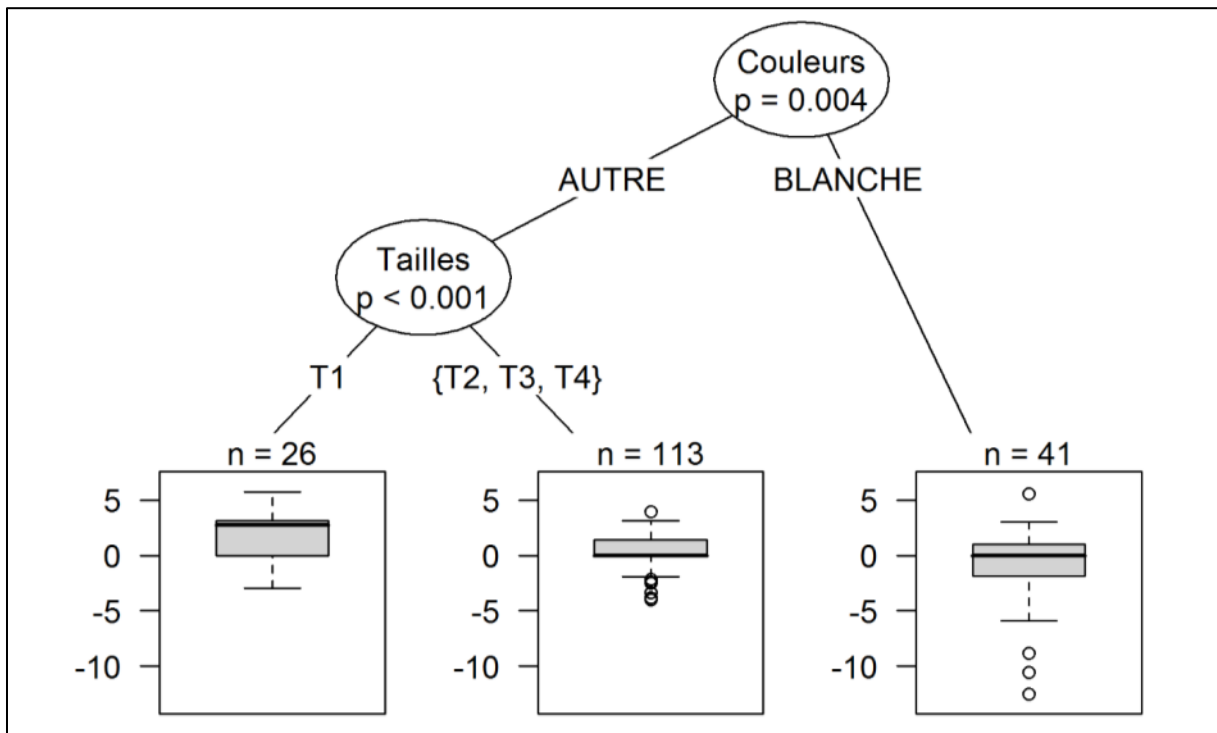 Couleurs
p = 0.004
AUTRE
BLANCHE
Tailles
p < 0.001
T1
{T2, T3, T4}
n = 26
n = 113
n = 41
5
0
-5
-10
5
0
-5
-10
5
0
-5
-10